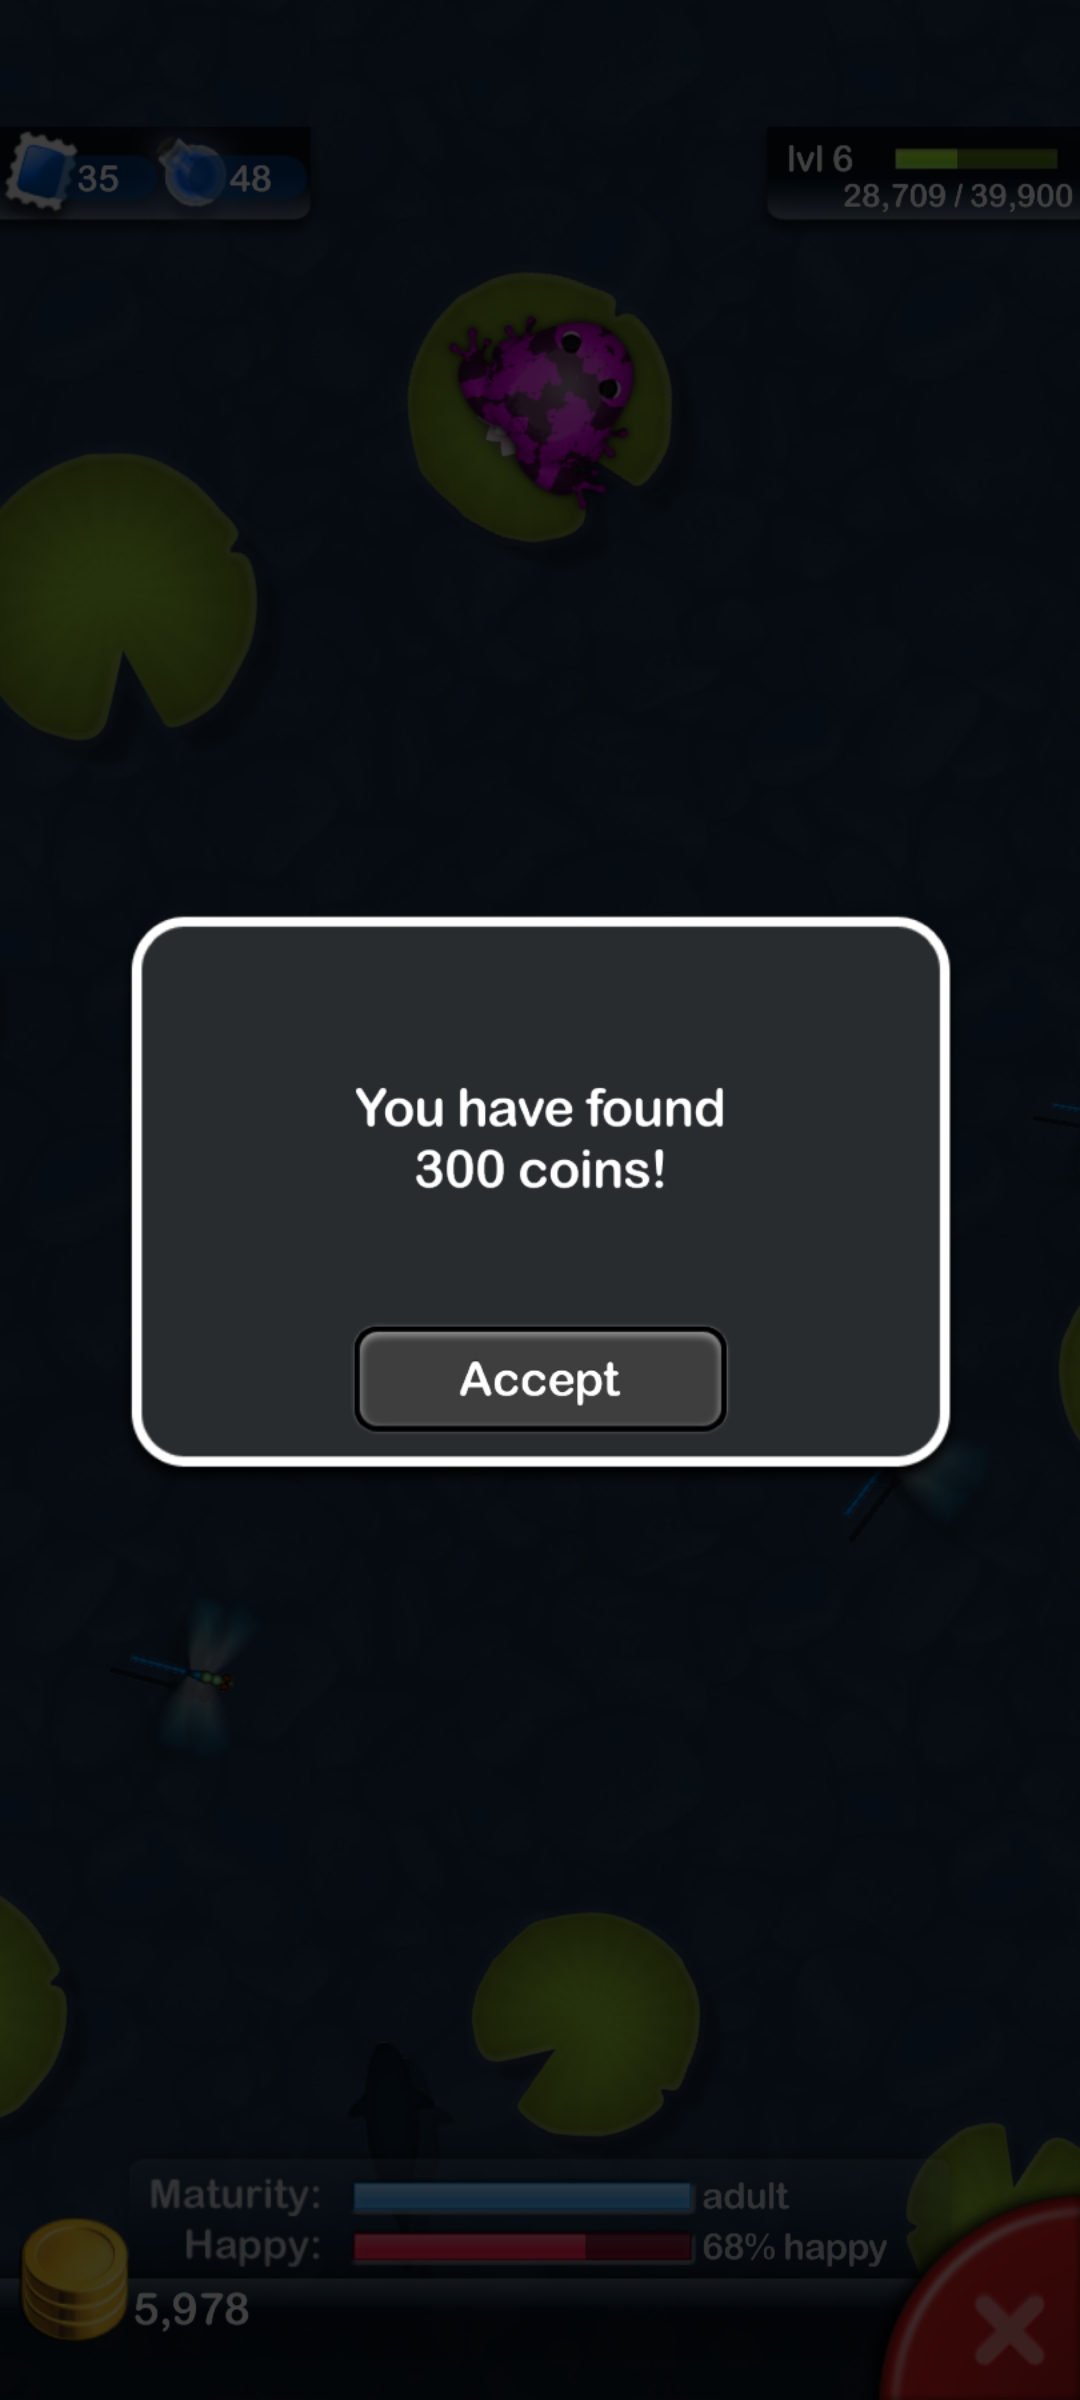 35 48
lvl 6
28,709 / 39,900
You have found
300 coins!
Accept
Maturity: adult
Happy: 68% happy
5,978